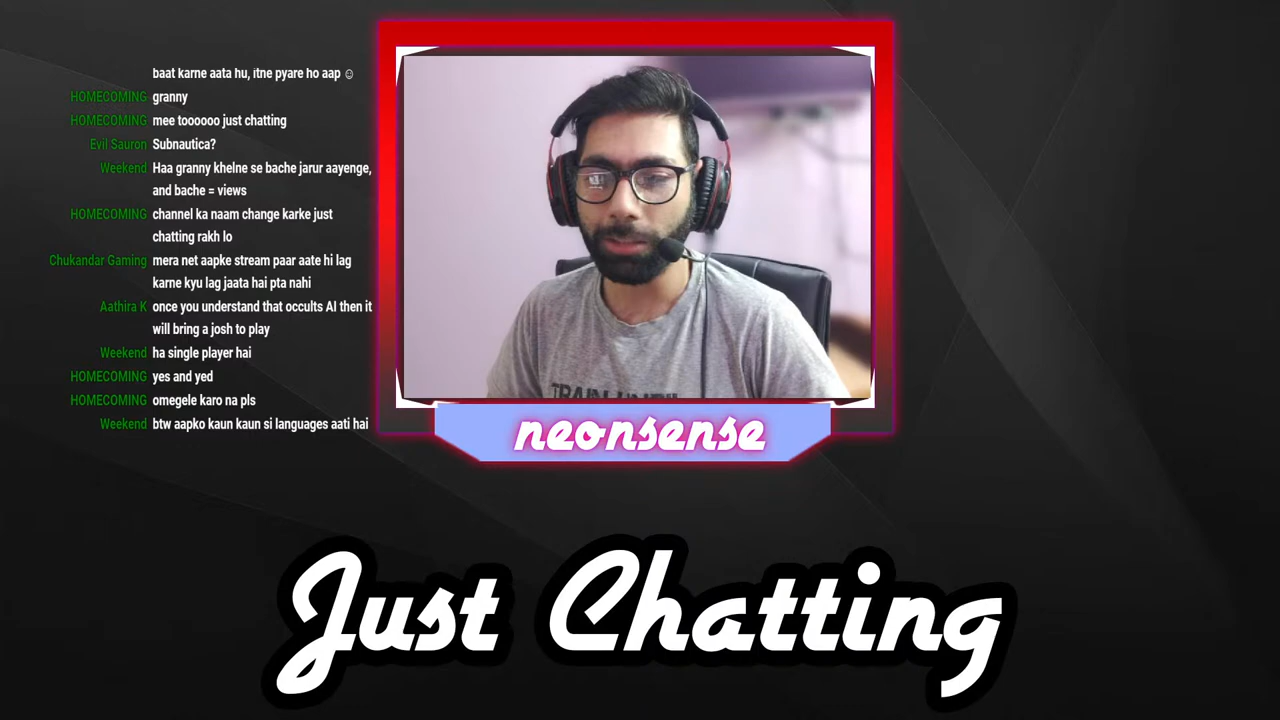 baat karne aata hu, itne pyare ho aap ☺
HOMECOMING granny
HOMECOMING mee toooooo just chatting
Evil Sauron Subnautica?
Weekend Haa granny khelne se bache jarur aayenge,
and bache = views
HOMECOMING channel ka naam change karke just
chatting rakh lo
Chukandar Gaming mera net aapke stream paar aate hi lag
karne kyu lag jaata hai pta nahi
Aathira K once you understand that occults AI then it
will bring a josh to play
Weekend ha single player hai
HOMECOMING yes and yed
HOMECOMING omegele karo na pls
Weekend btw aapko kaun kaun si languages aati hai
TRAIN
neonsense
Just Chatting